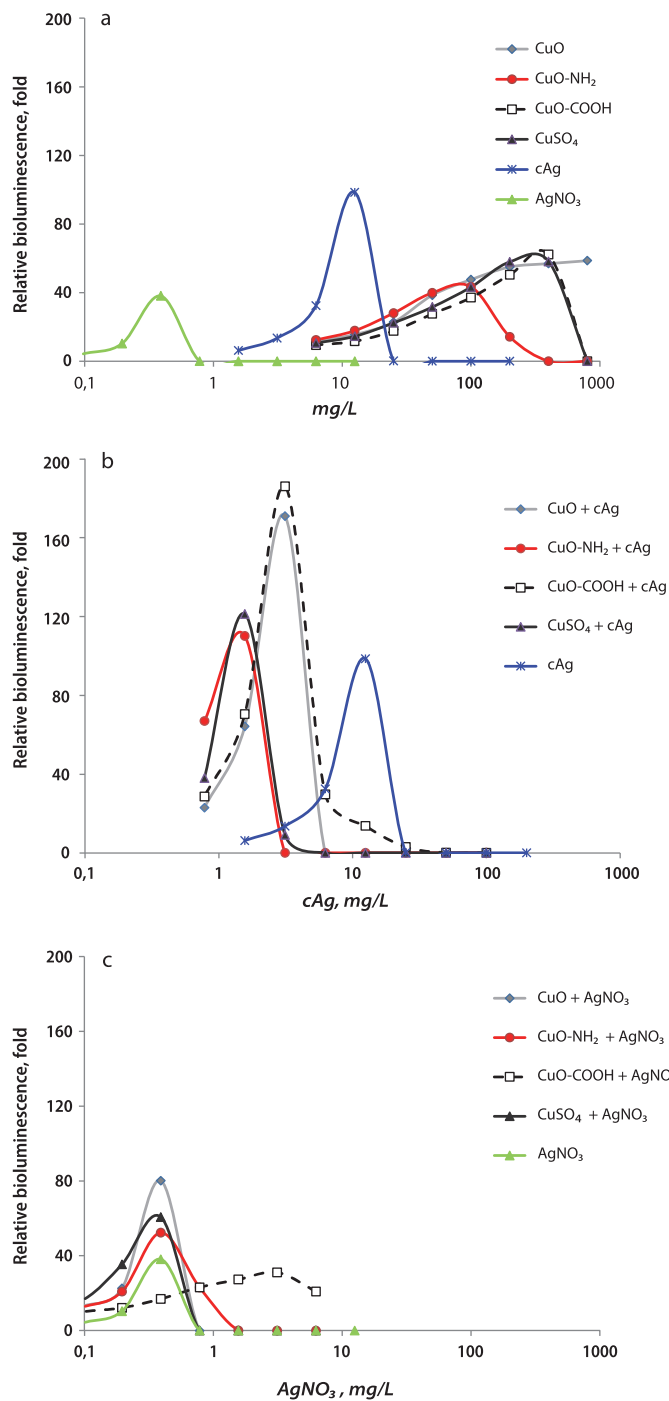 a
Relative bioluminescence, fold
200
160
120
80
40
0
0,1
1
10
100
1000
mg/L
CuO
CuO-NH₂
CuO-COOH
CuSO₄
cAg
AgNO₃
b
Relative bioluminescence, fold
200
160
120
80
40
0
0,1
1
10
100
1000
cAg, mg/L
CuO + cAg
CuO-NH₂ + cAg
CuO-COOH + cAg
CuSO₄ + cAg
cAg
c
Relative bioluminescence, fold
200
160
120
80
40
0
0,1
1
10
100
1000
AgNO₃ , mg/L
CuO + AgNO₃
CuO-NH₂ + AgNO₃
CuO-COOH + AgNO
CuSO₄ + AgNO₃
AgNO₃